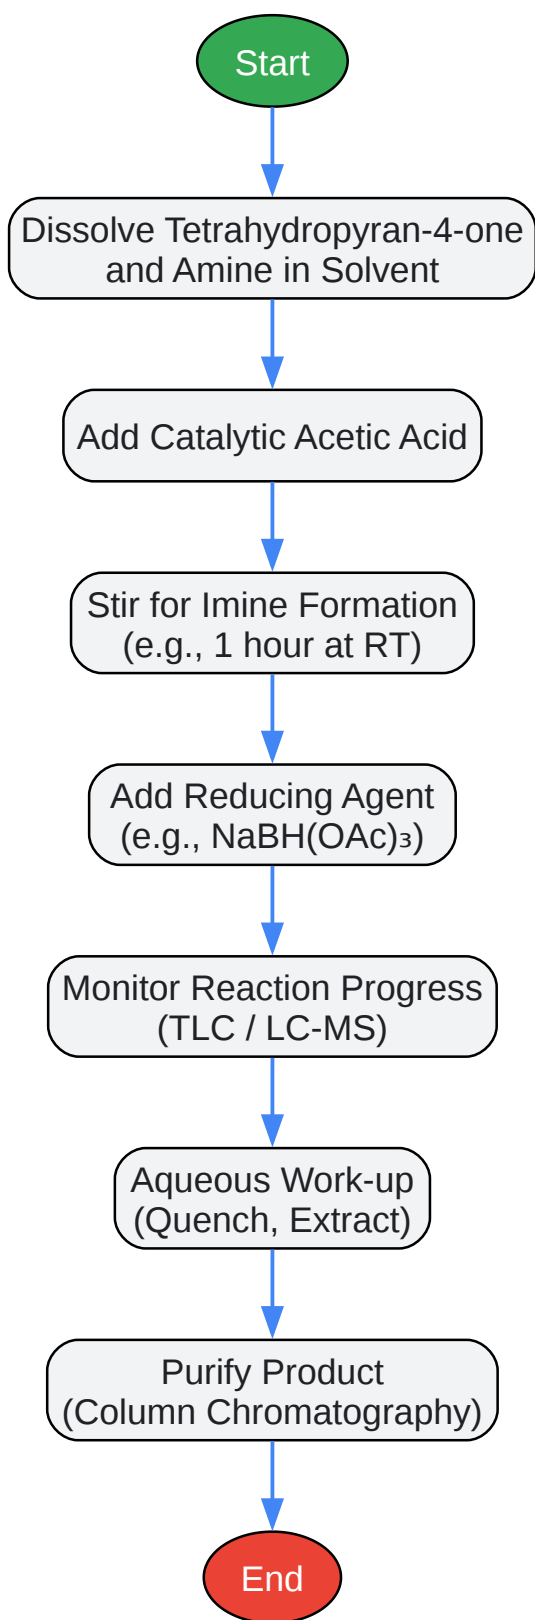 Start
Dissolve Tetrahydropyran-4-one
and Amine in Solvent
Add Catalytic Acetic Acid
Stir for Imine Formation
(e.g., 1 hour at RT)
Add Reducing Agent
(e.g., NaBH(OAc)₃)
Monitor Reaction Progress
(TLC / LC-MS)
Aqueous Work-up
(Quench, Extract)
Purify Product
(Column Chromatography)
End